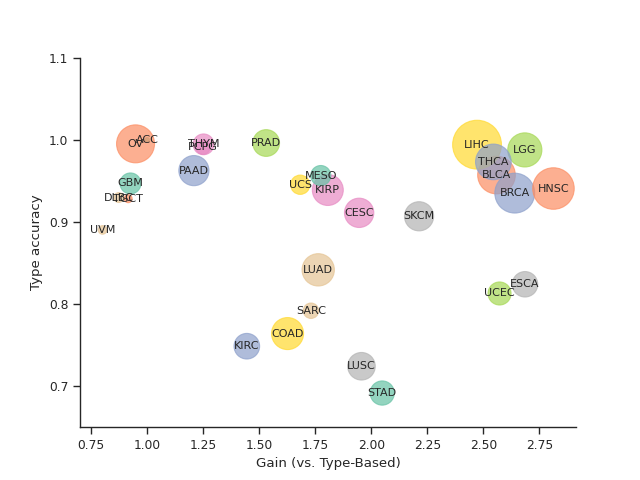 1.1
1.0
0.9
0.8
0.7
Type accuracy
OV
ACC
THYM
PCPG
PRAD
LIHC
LGG
THCA
PAAD
BLCA
MESO
GBM
UCS
KIRP
HNSC
BRCA
DLBC
TGCT
CESC
SKCM
UVM
LUAD
ESCA
UCEC
SARC
COAD
KIRC
LUSC
STAD
0.75 1.00 1.25 1.50 1.75 2.00 2.25 2.50 2.75
Gain (vs. Type-Based)